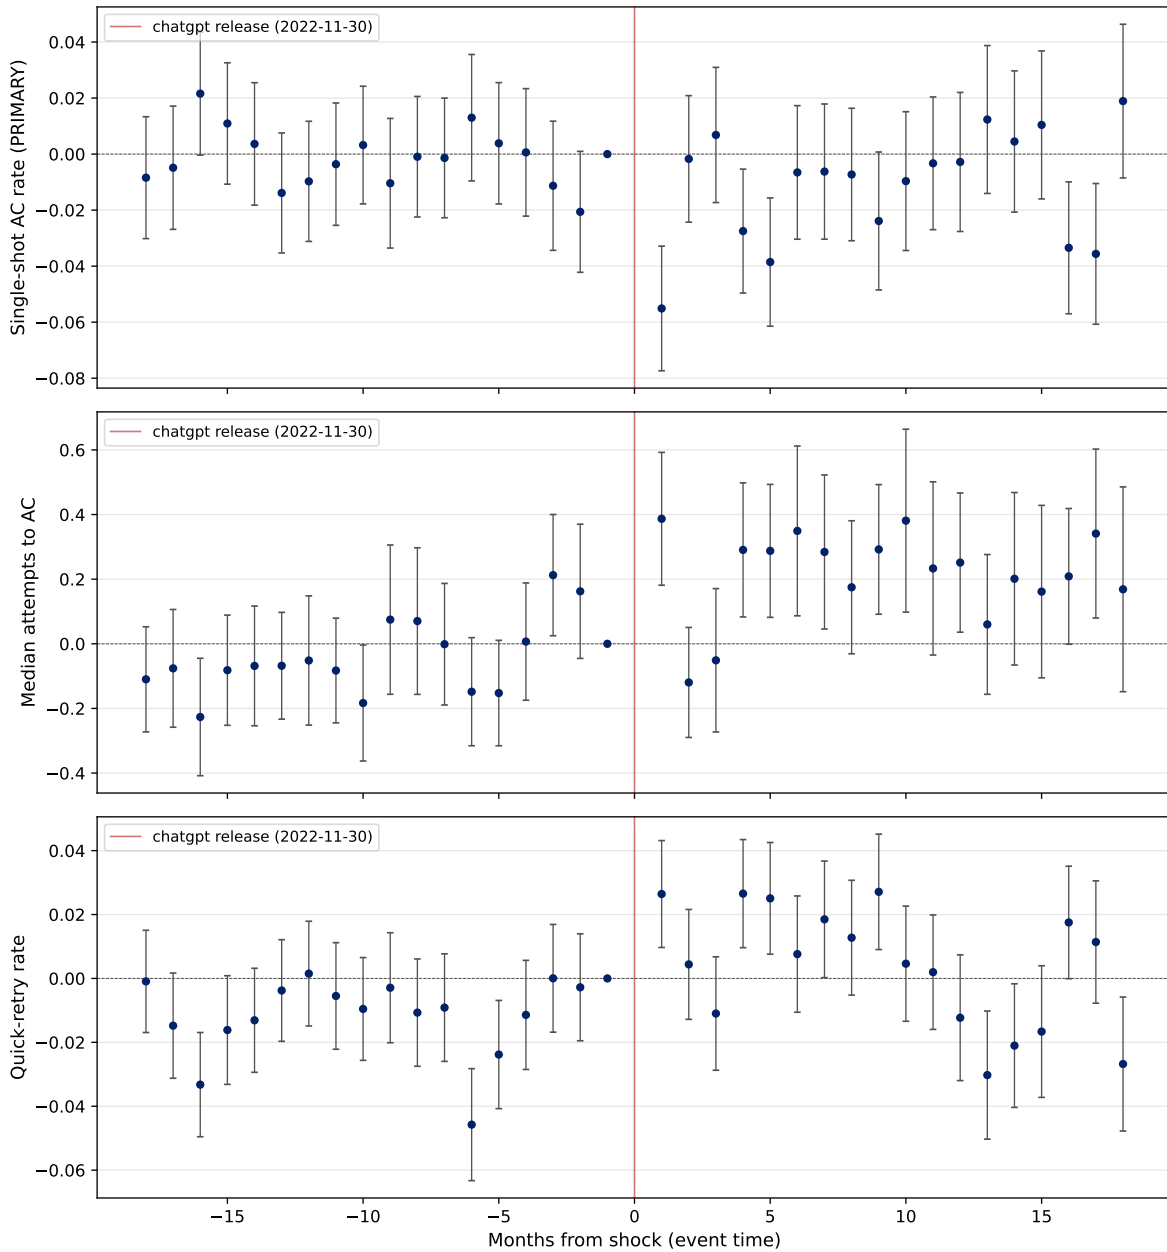 chatgpt release (2022-11-30)
Single-shot AC rate (PRIMARY)
0.04
0.02
0.00
−0.02
−0.04
−0.06
−0.08
chatgpt release (2022-11-30)
Median attempts to AC
0.6
0.4
0.2
0.0
−0.2
−0.4
chatgpt release (2022-11-30)
Quick-retry rate
0.04
0.02
0.00
−0.02
−0.04
−0.06
−15 −10 −5 0 5 10 15
Months from shock (event time)